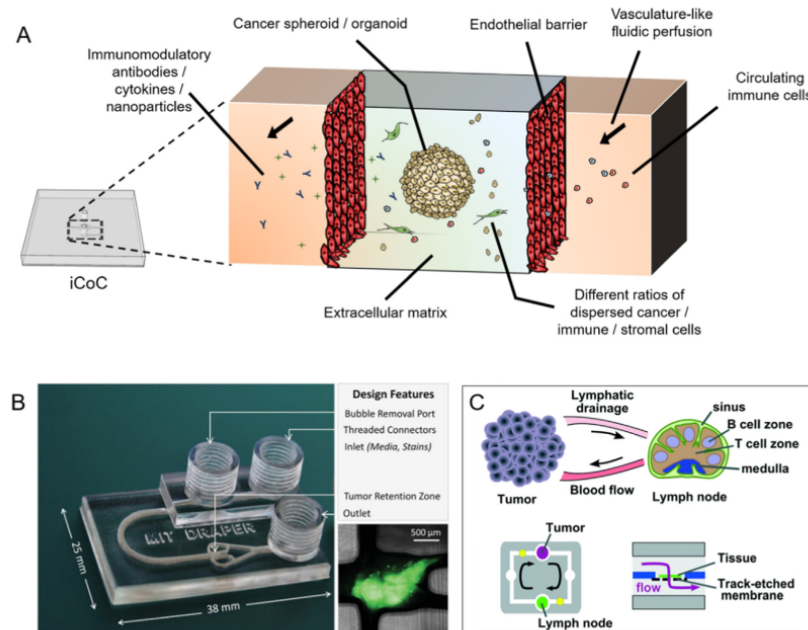 A
Cancer spheroid / organoid
Endothelial barrier
Vasculature-like
fluidic perfusion
Immunomodulatory
antibodies /
cytokines /
nanoparticles
Circulating
immune cells
iCoC
Extracellular matrix
Different ratios of
dispersed cancer /
immune / stromal cells
B
Design Features
Bubble Removal Port
Threaded Connectors
Inlet (Media, Stains)
Tumor Retention Zone
Outlet
MIT DRAPER
25 mm
38 mm
500 μm
C
Lymphatic
drainage
sinus
B cell zone
T cell zone
medulla
Tumor
Blood flow
Lymph node
Tumor
Lymph node
Tissue
Track-etched
membrane
flow